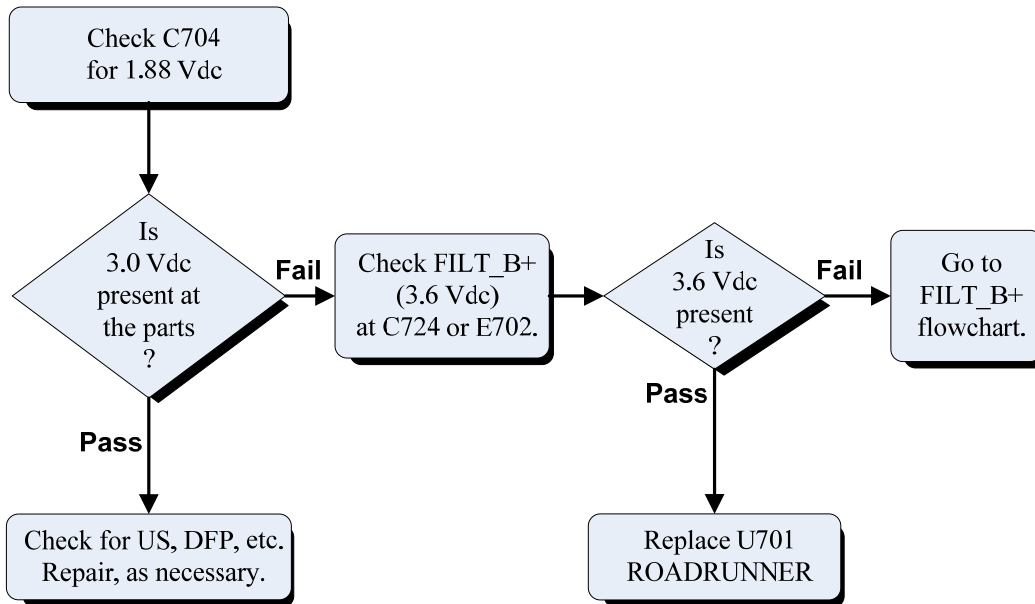 Check C704
for 1.88 Vdc
Is
3.0 Vdc
present at
the parts
?
Fail
Check FILT_B+
(3.6 Vdc)
at C724 or E702.
Is
3.6 Vdc
present
?
Fail
Go to
FILT_B+
flowchart.
Pass
Pass
Check for US, DFP, etc.
Repair, as necessary.
Replace U701
ROADRUNNER